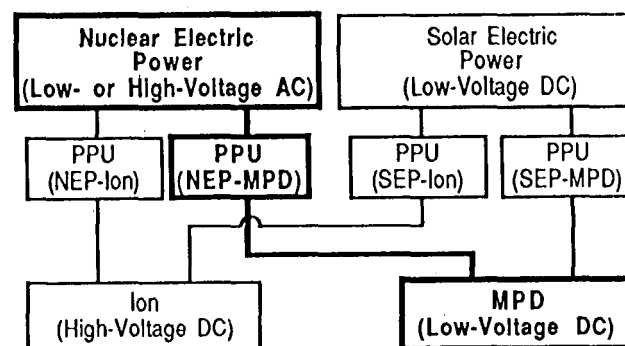 Nuclear Electric
Power
(Low- or High-Voltage AC)
Solar Electric
Power
(Low-Voltage DC)
PPU
(NEP-Ion)
PPU
(NEP-MPD)
PPU
(SEP-Ion)
PPU
(SEP-MPD)
Ion
(High-Voltage DC)
MPD
(Low-Voltage DC)